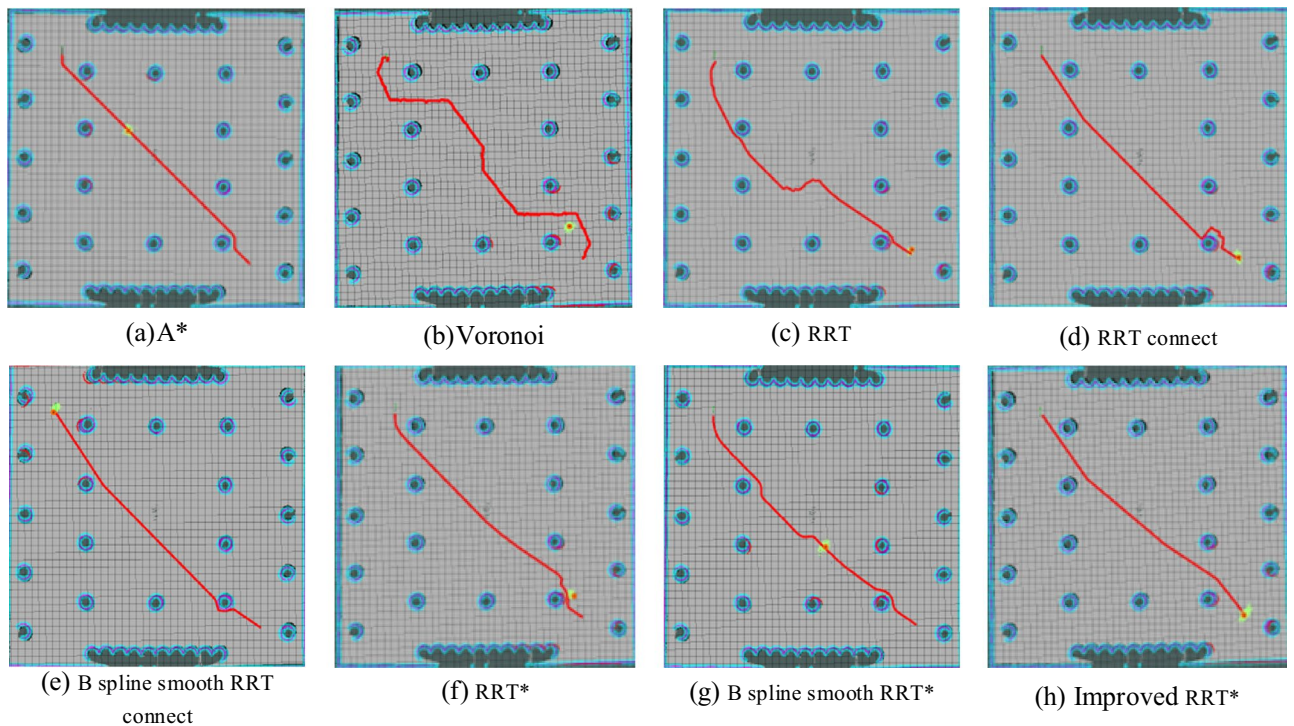 (a)A*
(b)Voronoi
(c) RRT
(d) RRT connect
(e) B spline smooth RRT
connect
(f) RRT*
(g) B spline smooth RRT*
(h) Improved RRT*